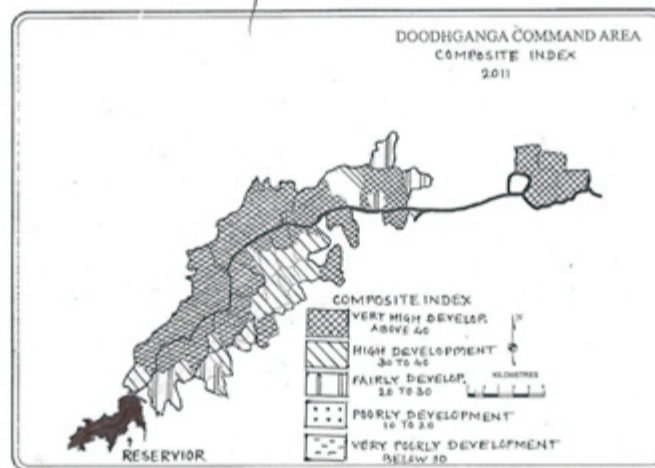 DOODHGANGA COMMAND AREA
COMPOSITE INDEX
2011
COMPOSITE INDEX
VERT HIGH DEVELOP.
ABOVE 40
HIGH DEVELOPMENT
30 TO 40
FAIRLY DEVELOP.
20 TO 30
POORLY DEVELOPMENT
10 TO 20
VERY POORLY DEVELOPMENT
BELOW 10
N
KILOMETRES
RESERVIOR